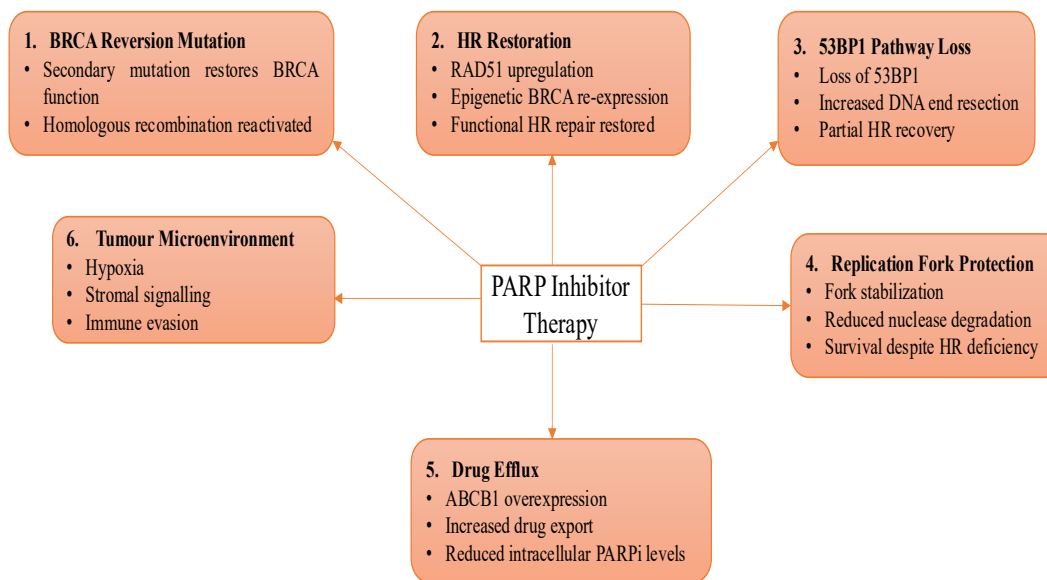 1. BRCA Reversion Mutation
• Secondary mutation restores BRCA
function
• Homologous recombination reactivated
2. HR Restoration
• RAD51 upregulation
• Epigenetic BRCA re-expression
• Functional HR repair restored
3. 53BP1 Pathway Loss
• Loss of 53BP1
• Increased DNA end resection
• Partial HR recovery
6. Tumour Microenvironment
• Hypoxia
• Stromal signalling
• Immune evasion
PARP Inhibitor
Therapy
4. Replication Fork Protection
• Fork stabilization
• Reduced nuclease degradation
• Survival despite HR deficiency
5. Drug Efflux
• ABCB1 overexpression
• Increased drug export
• Reduced intracellular PARPi levels